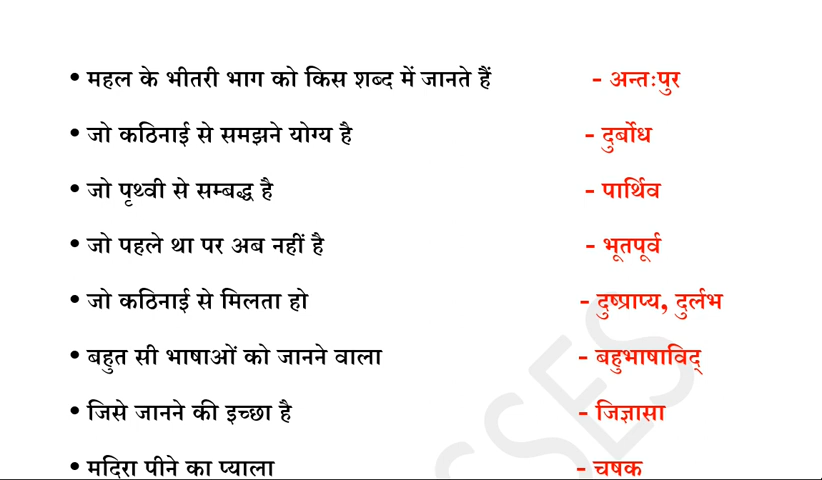 • महल के भीतरी भाग को किस शब्द में जानते हैं - अन्तःपुर
• जो कठिनाई से समझने योग्य है - दुर्बोध
• जो पृथ्वी से सम्बद्ध है - पार्थिव
• जो पहले था पर अब नहीं है - भूतपूर्व
• जो कठिनाई से मिलता हो - दुष्प्राप्य, दुर्लभ
• बहुत सी भाषाओं को जानने वाला - बहुभाषाविद्
• जिसे जानने की इच्छा है - जिज्ञासा
• मदिरा पीने का प्याला - चषक